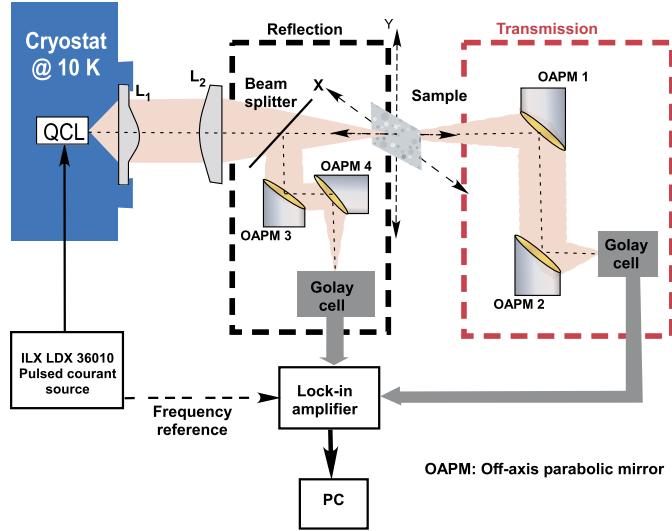 Cryostat
@ 10 K
QCL
L1
L2
Reflection
Beam
splitter
X
Y
Sample
Transmission
OAPM 1
OAPM 4
OAPM 3
OAPM 2
Golay
cell
Golay
cell
ILX LDX 36010
Pulsed courant
source
Frequency
reference
Lock-in
amplifier
PC
OAPM: Off-axis parabolic mirror